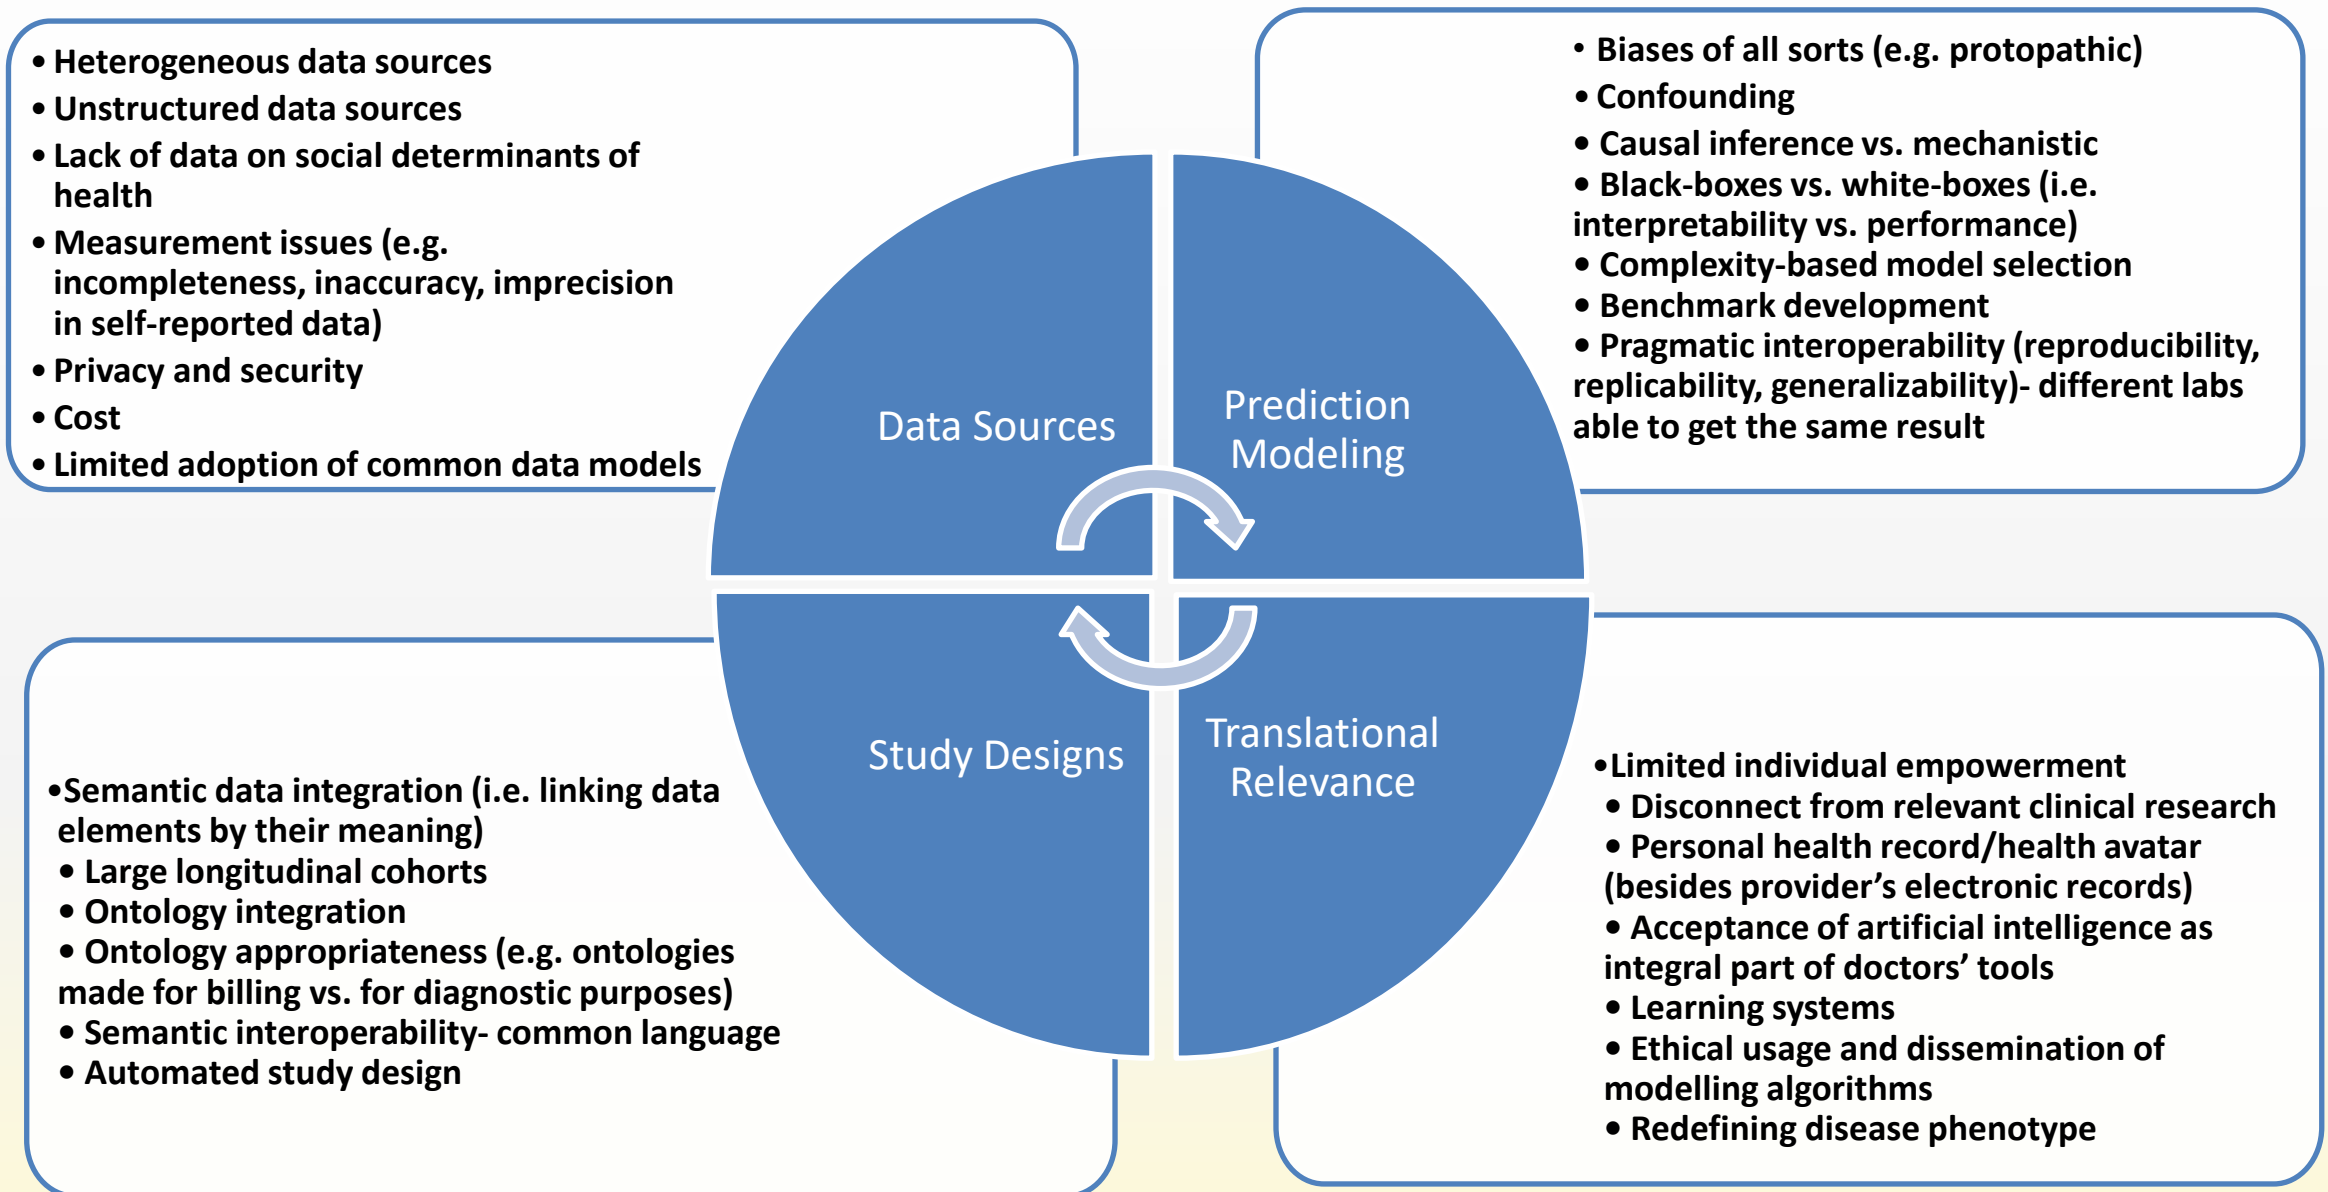 • Heterogeneous data sources
• Unstructured data sources
• Lack of data on social determinants of
health
• Measurement issues (e.g.
incompleteness, inaccuracy, imprecision
in self-reported data)
• Privacy and security
• Cost
• Limited adoption of common data models
• Biases of all sorts (e.g. protopathic)
• Confounding
• Causal inference vs. mechanistic
• Black-boxes vs. white-boxes (i.e.
interpretability vs. performance)
• Complexity-based model selection
• Benchmark development
• Pragmatic interoperability (reproducibility,
replicability, generalizability)- different labs
able to get the same result
Data Sources
Prediction
Modeling
Study Designs
Translational
Relevance
•Semantic data integration (i.e. linking data
elements by their meaning)
• Large longitudinal cohorts
• Ontology integration
• Ontology appropriateness (e.g. ontologies
made for billing vs. for diagnostic purposes)
• Semantic interoperability- common language
• Automated study design
•Limited individual empowerment
• Disconnect from relevant clinical research
• Personal health record/health avatar
(besides provider’s electronic records)
• Acceptance of artificial intelligence as
integral part of doctors’ tools
• Learning systems
• Ethical usage and dissemination of
modelling algorithms
• Redefining disease phenotype